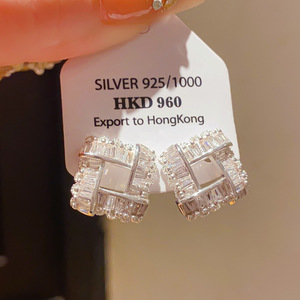 SILVER 925/1000
HKD 960
Export to HongKong